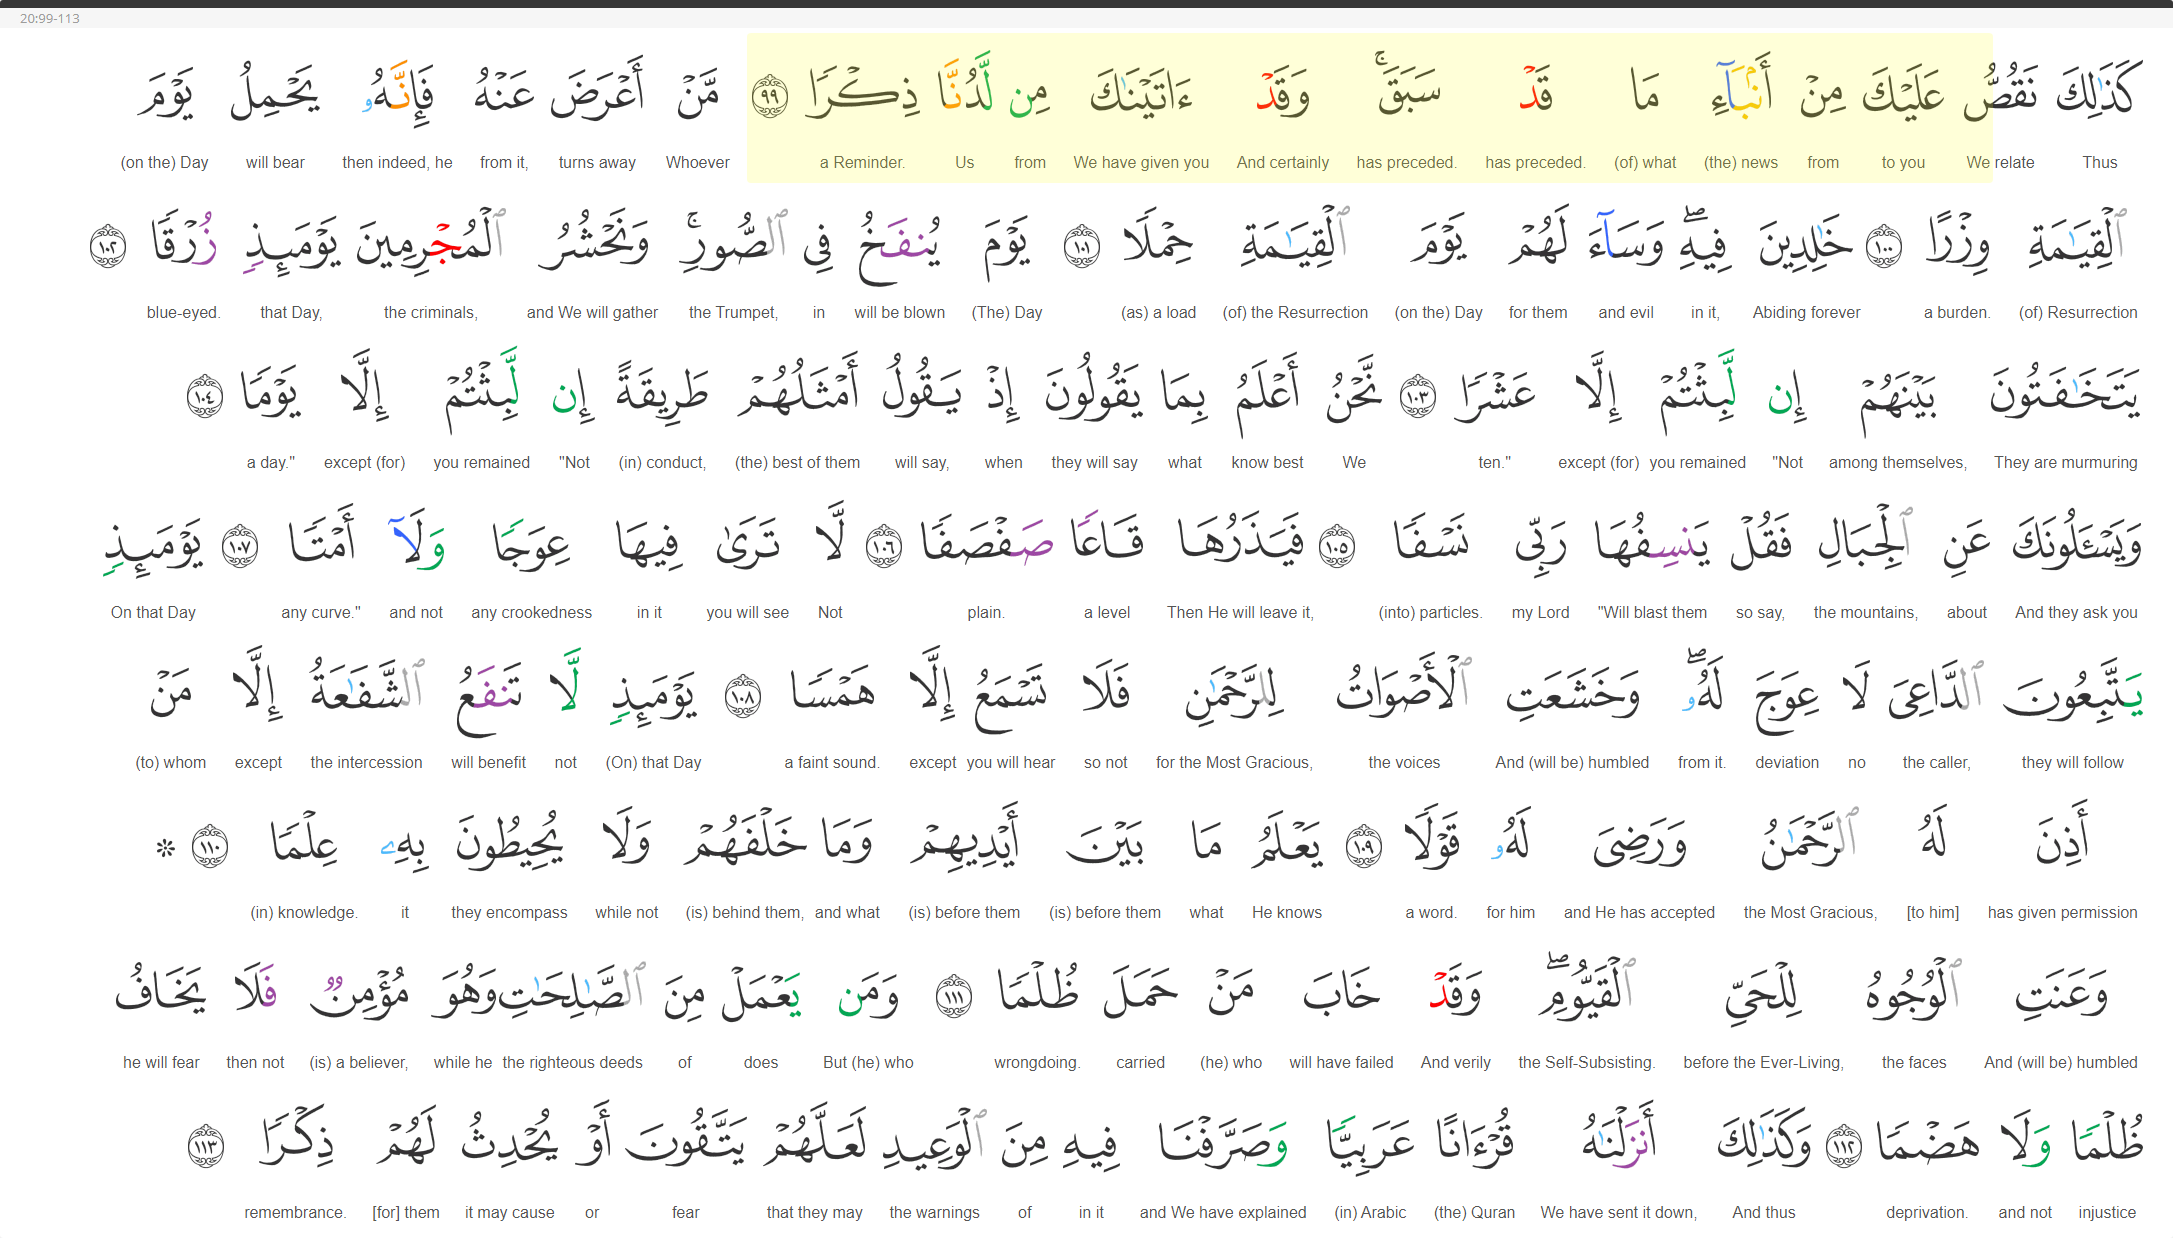 20:99-113
كَذَٰلِكَ نَقُصُّ عَلَيْكَ مِنْ أَنۢبَآءِ مَا قَدْ سَبَقَ ۚ وَقَدْ ءَاتَيْنَـٰكَ مِن لَّدُنَّا ذِكْرًا ٩٩ مَّنْ أَعْرَضَ عَنْهُ فَإِنَّهُۥ يَحْمِلُ يَوْمَ
Thus We relate to you from (the) news (of) what has preceded. has preceded. And certainly We have given you from Us a Reminder. Whoever turns away from it, then indeed, he will bear (on the) Day
ٱلْقِيَـٰمَةِ وِزْرًا ١٠٠ خَـٰلِدِينَ فِيهِ ۖ وَسَآءَ لَهُمْ يَوْمَ ٱلْقِيَـٰمَةِ حِمْلًا ١٠١ يَوْمَ يُنفَخُ فِى ٱلصُّورِ ۚ وَنَحْشُرُ ٱلْمُجْرِمِينَ يَوْمَئِذٍ زُرْقًا ١٠٢
(of) Resurrection a burden. Abiding forever in it, and evil for them (on the) Day (of) the Resurrection (as) a load (The) Day will be blown in the Trumpet, and We will gather the criminals, that Day, blue-eyed.
يَتَخَـٰفَتُونَ بَيْنَهُمْ إِن لَّبِثْتُمْ إِلَّا عَشْرًا ١٠٣ نَّحْنُ أَعْلَمُ بِمَا يَقُولُونَ إِذْ يَقُولُ أَمْثَلُهُمْ طَرِيقَةً إِن لَّبِثْتُمْ إِلَّا يَوْمًا ١٠٤
They are murmuring among themselves, "Not you remained except (for) ten." We know best what they will say when will say, (the) best of them (in) conduct, "Not you remained except (for) a day."
وَيَسْـَٔلُونَكَ عَنِ ٱلْجِبَالِ فَقُلْ يَنسِفُهَا رَبِّى نَسْفًا ١٠٥ فَيَذَرُهَا قَاعًا صَفْصَفًا ١٠٦ لَّا تَرَىٰ فِيهَا عِوَجًا وَلَآ أَمْتًا ١٠٧ يَوْمَئِذٍ
And they ask you about the mountains, so say, "Will blast them my Lord (into) particles. Then He will leave it, a level plain. Not you will see in it any crookedness and not any curve." On that Day
يَتَّبِعُونَ ٱلدَّاعِىَ لَا عِوَجَ لَهُۥ ۖ وَخَشَعَتِ ٱلْأَصْوَاتُ لِلرَّحْمَـٰنِ فَلَا تَسْمَعُ إِلَّا هَمْسًا ١٠٨ يَوْمَئِذٍ لَّا تَنفَعُ ٱلشَّفَـٰعَةُ إِلَّا مَنْ
they will follow the caller, no deviation from it. And (will be) humbled the voices for the Most Gracious, so not you will hear except a faint sound. (On) that Day not will benefit the intercession except (to) whom
أَذِنَ لَهُ ٱلرَّحْمَـٰنُ وَرَضِىَ لَهُۥ قَوْلًا ١٠٩ يَعْلَمُ مَا بَيْنَ أَيْدِيهِمْ وَمَا خَلْفَهُمْ وَلَا يُحِيطُونَ بِهِۦ عِلْمًا ١١٠ ۞
has given permission [to him] the Most Gracious, and He has accepted for him a word. He knows what (is) before them (is) before them and what (is) behind them, while not they encompass it (in) knowledge.
وَعَنَتِ ٱلْوُجُوهُ لِلْحَىِّ ٱلْقَيُّومِ ۖ وَقَدْ خَابَ مَنْ حَمَلَ ظُلْمًا ١١١ وَمَن يَعْمَلْ مِنَ ٱلصَّـٰلِحَـٰتِ وَهُوَ مُؤْمِنٌ فَلَا يَخَافُ
And (will be) humbled the faces before the Ever-Living, the Self-Subsisting. And verily will have failed (he) who carried wrongdoing. But (he) who does of the righteous deeds while he (is) a believer, then not he will fear
ظُلْمًا وَلَا هَضْمًا ١١٢ وَكَذَٰلِكَ أَنزَلْنَـٰهُ قُرْءَانًا عَرَبِيًّا وَصَرَّفْنَا فِيهِ مِنَ ٱلْوَعِيدِ لَعَلَّهُمْ يَتَّقُونَ أَوْ يُحْدِثُ لَهُمْ ذِكْرًا ١١٣
injustice and not deprivation. And thus We have sent it down, (the) Quran (in) Arabic and We have explained in it of the warnings that they may fear or it may cause [for] them remembrance.